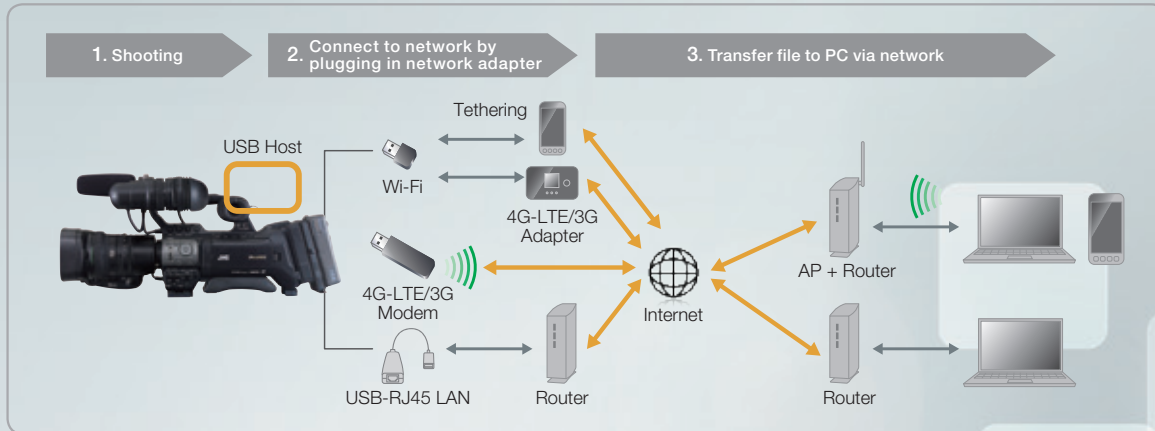 1. Shooting
2. Connect to network by
plugging in network adapter
3. Transfer file to PC via network
Tethering
USB Host
Wi-Fi
4G-LTE/3G
Adapter
4G-LTE/3G
Modem
Internet
AP + Router
USB-RJ45 LAN
Router
Router
JVC